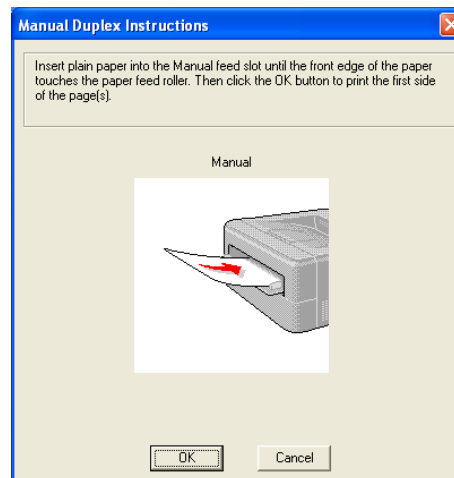 Manual Duplex Instructions
Insert plain paper into the Manual feed slot until the front edge of the paper
touches the paper feed roller. Then click the OK button to print the first side
of the page(s).
Manual
OK
Cancel